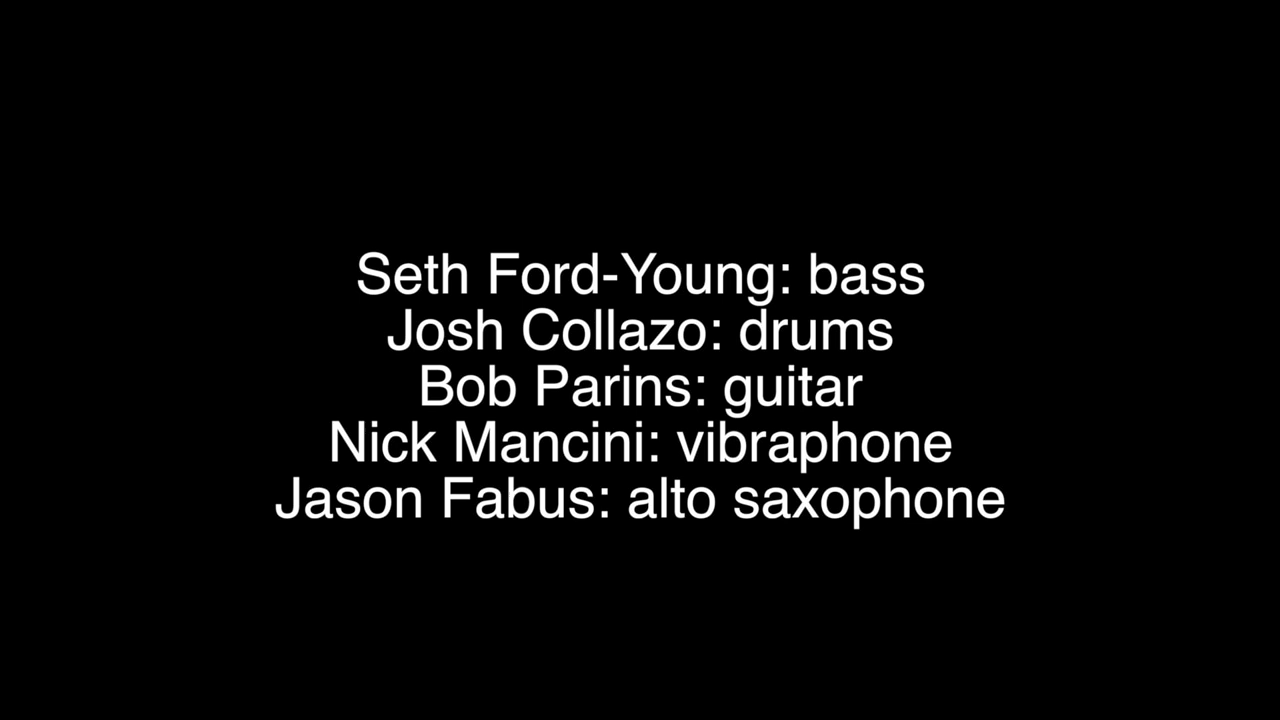 Seth Ford-Young: bass
Josh Collazo: drums
Bob Parins: guitar
Nick Mancini: vibraphone
Jason Fabus: alto saxophone